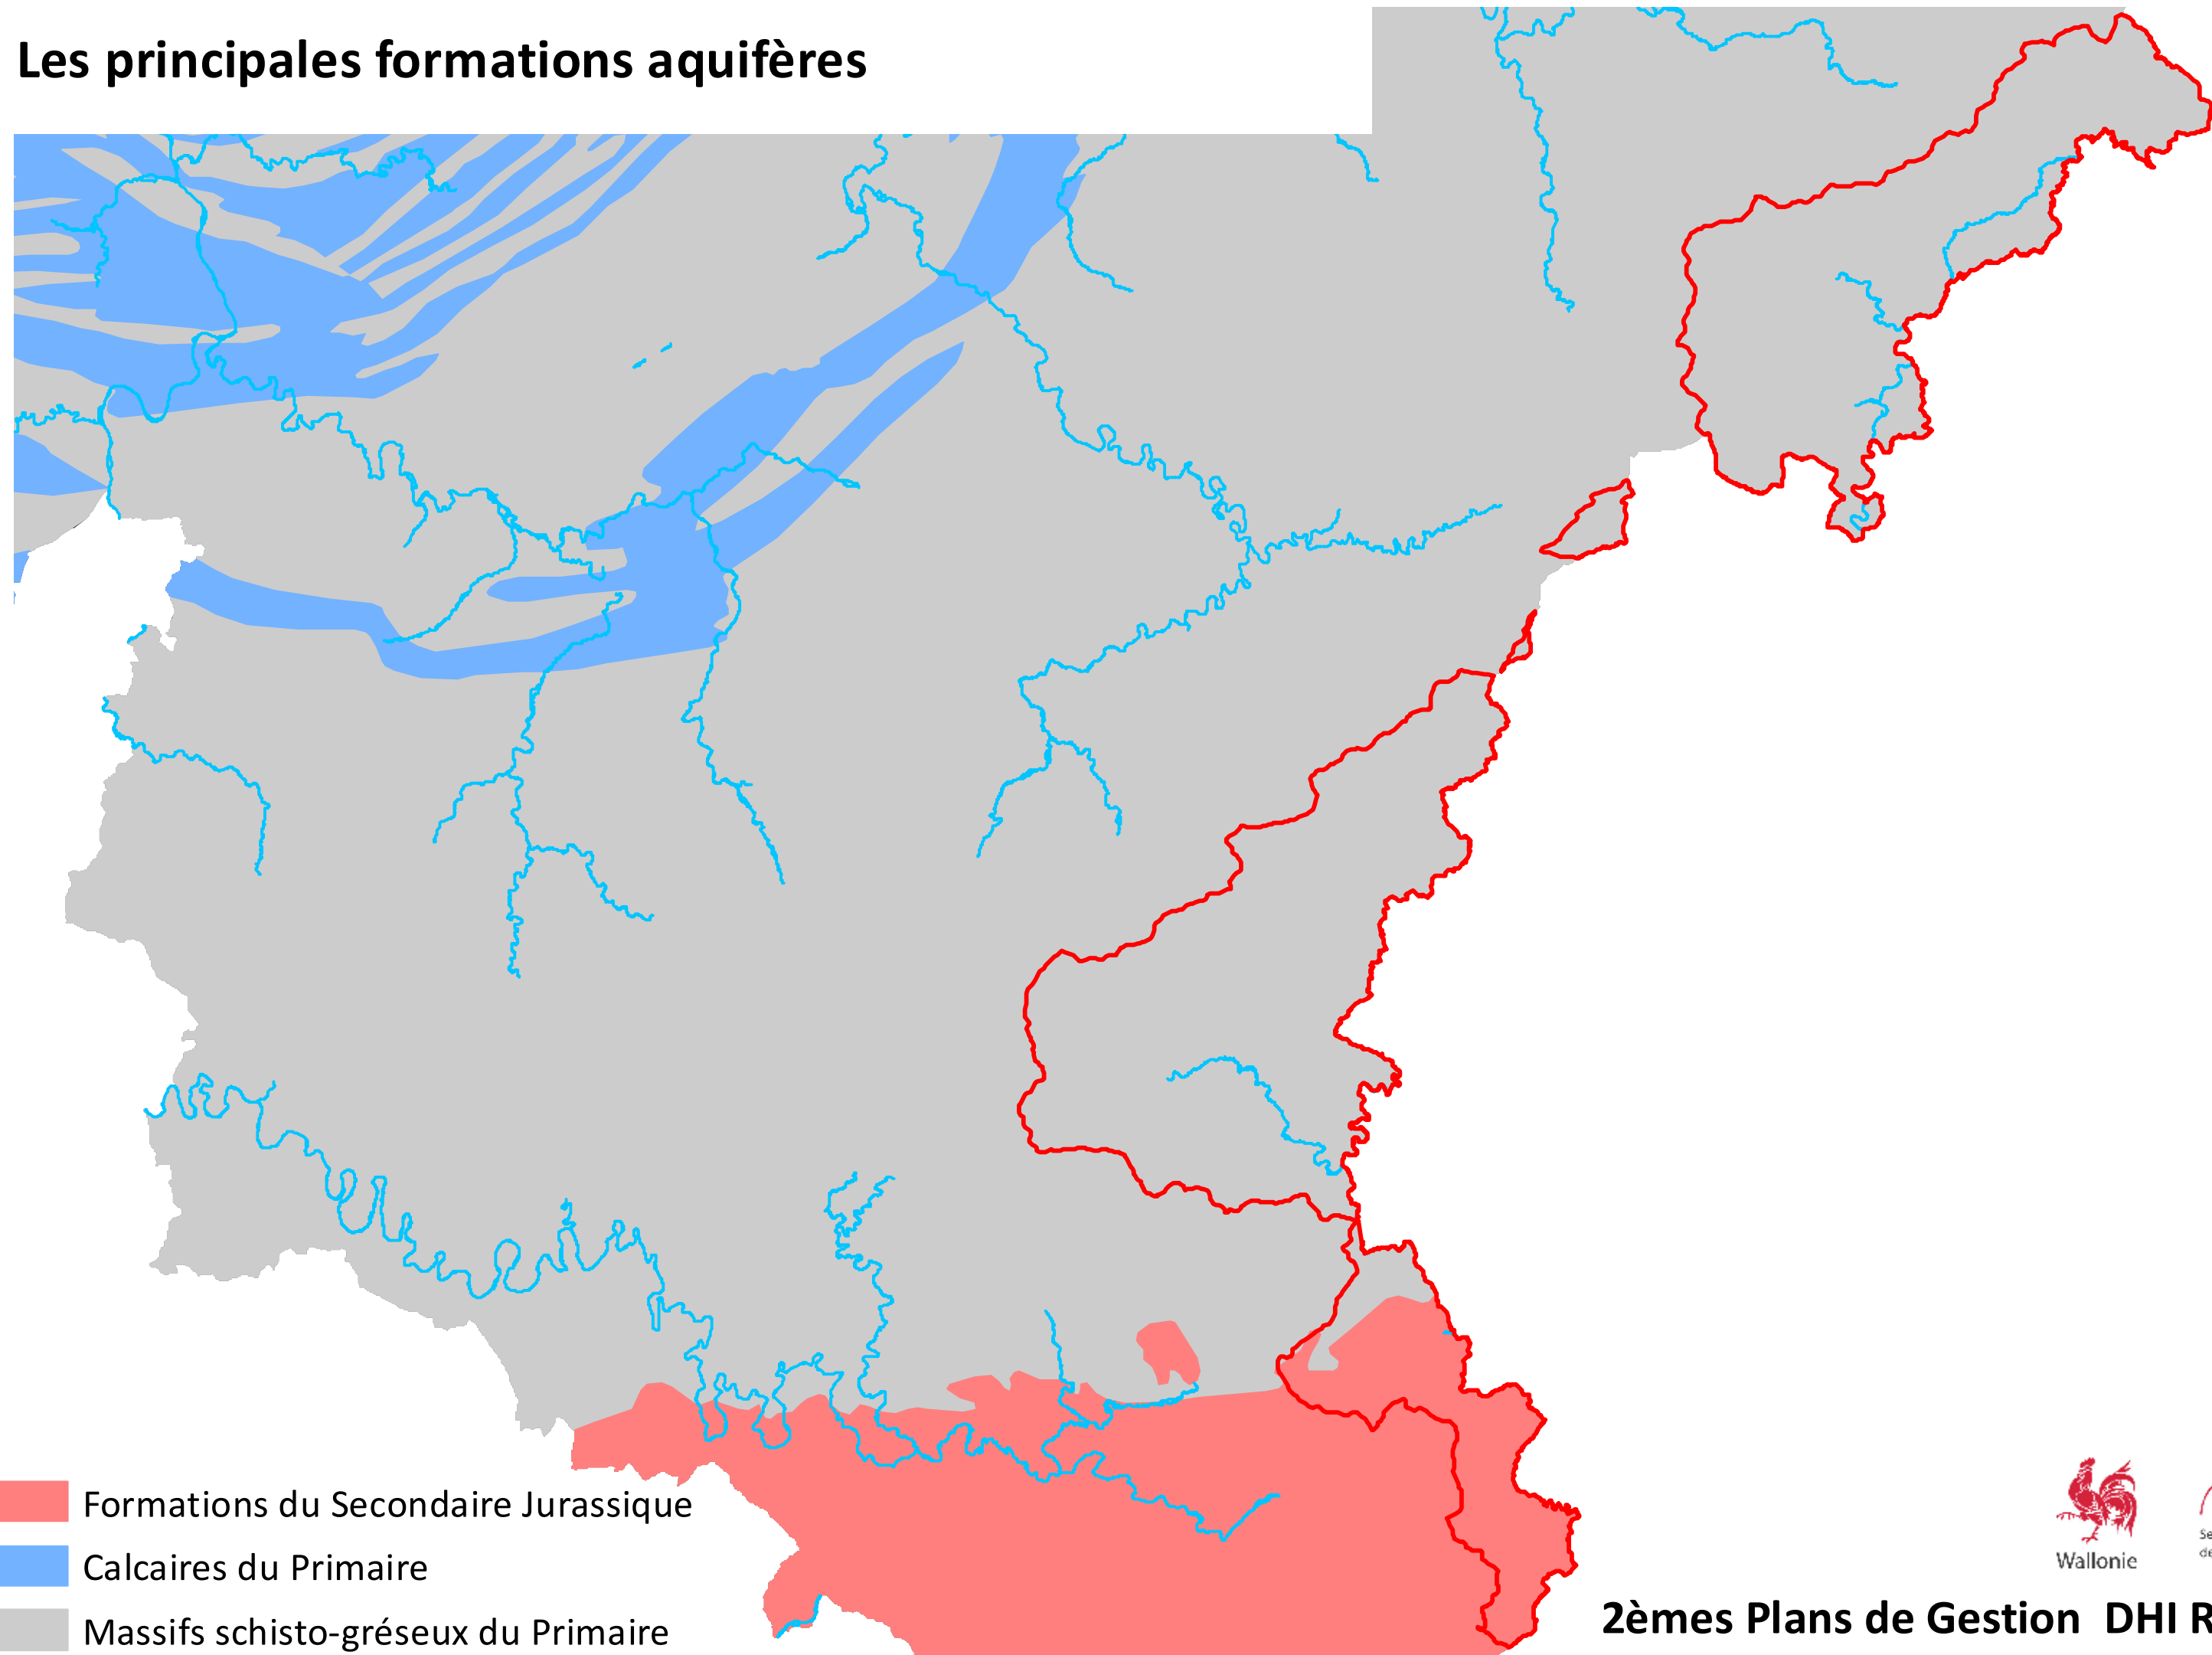 Les principales formations aquifères
Formations du Secondaire Jurassique
Calcaires du Primaire
Massifs schisto-gréseux du Primaire
Wallonie
2èmes Plans de Gestion DHI